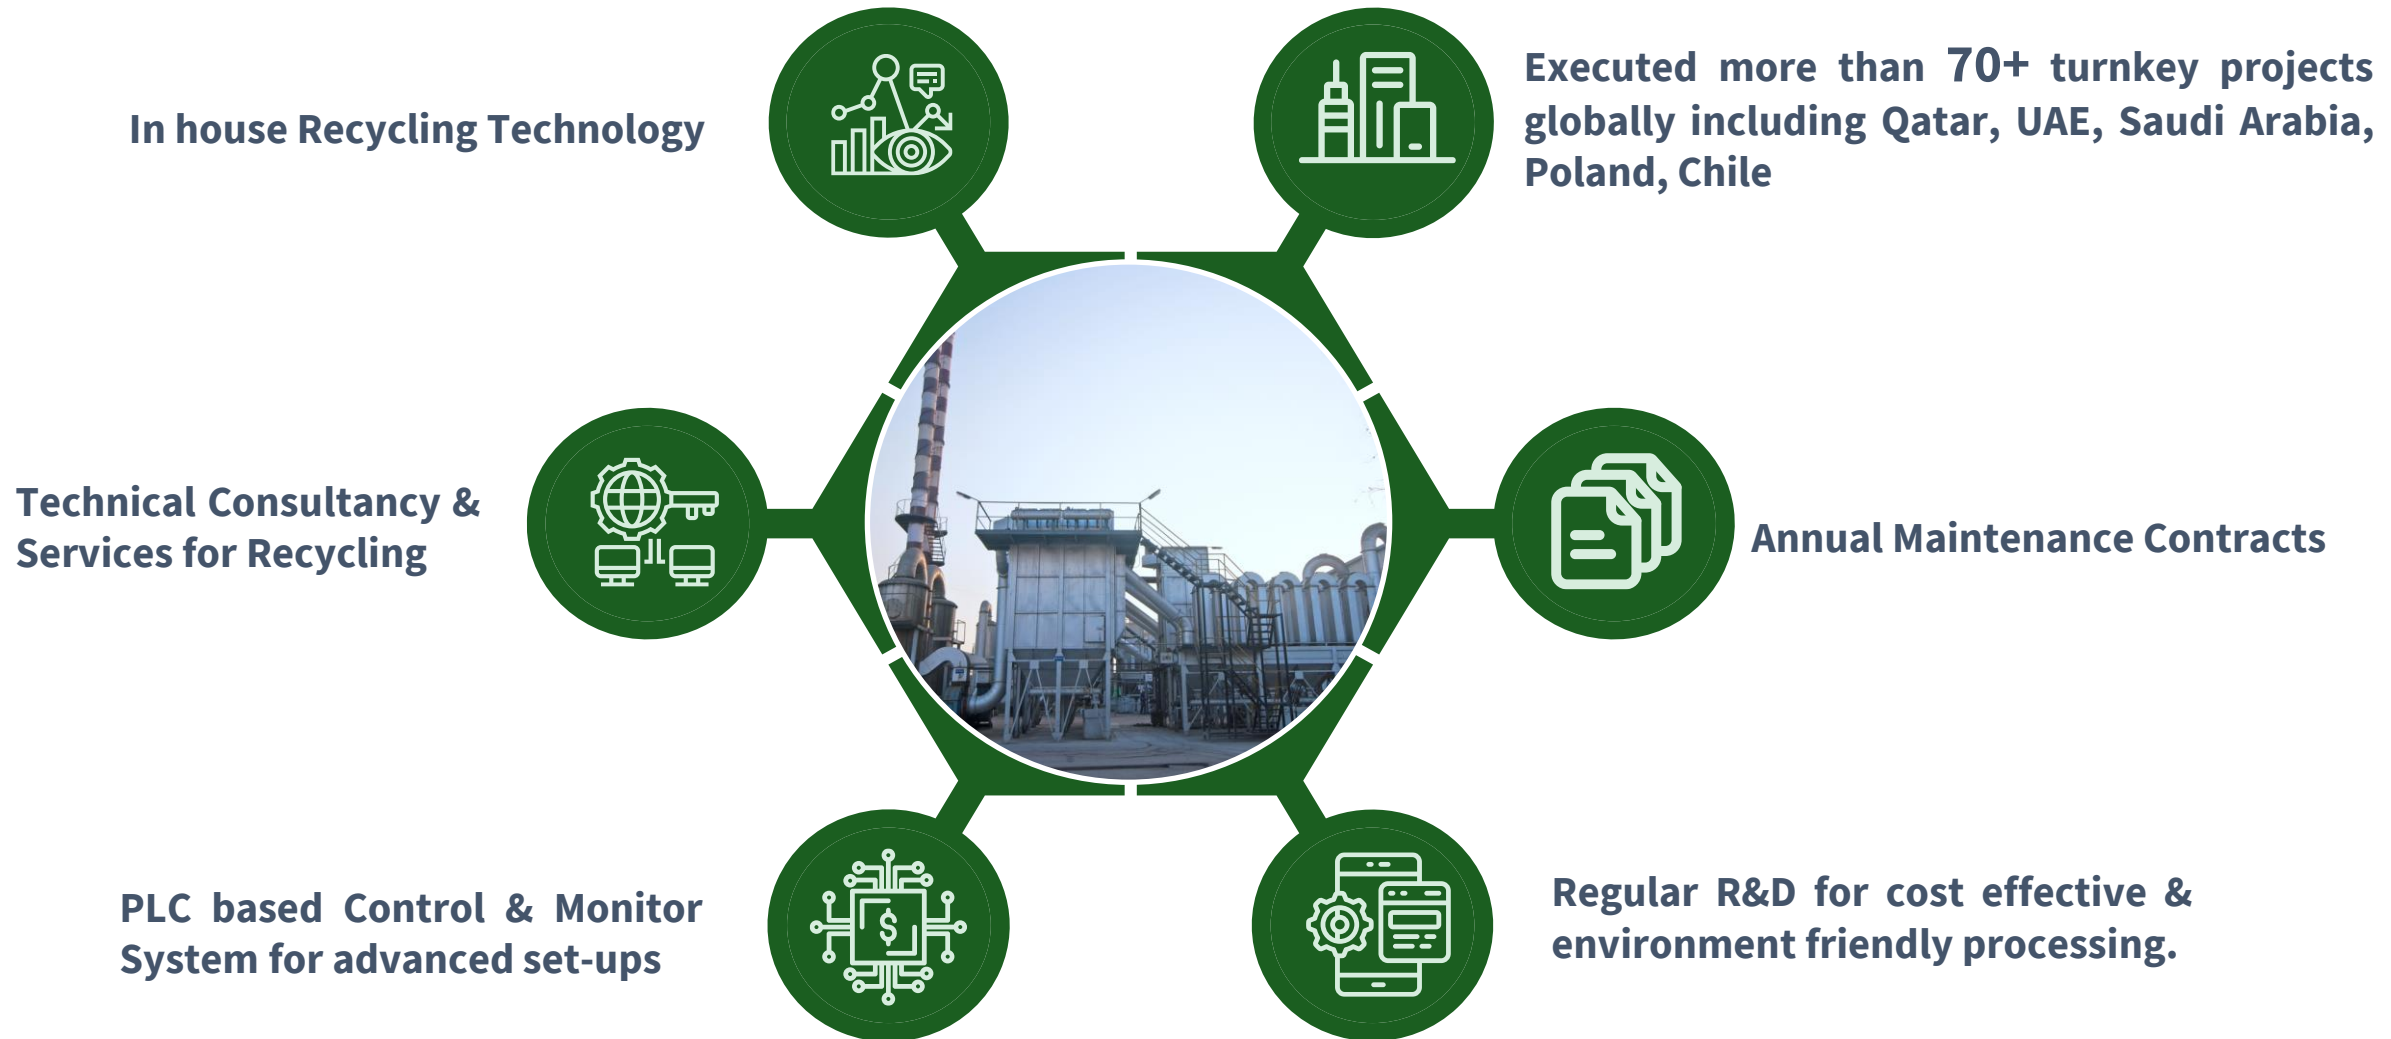 In house Recycling Technology
Executed more than 70+ turnkey projects
globally including Qatar, UAE, Saudi Arabia,
Poland, Chile
Technical Consultancy &
Services for Recycling
Annual Maintenance Contracts
PLC based Control & Monitor
System for advanced set-ups
Regular R&D for cost effective &
environment friendly processing.
$